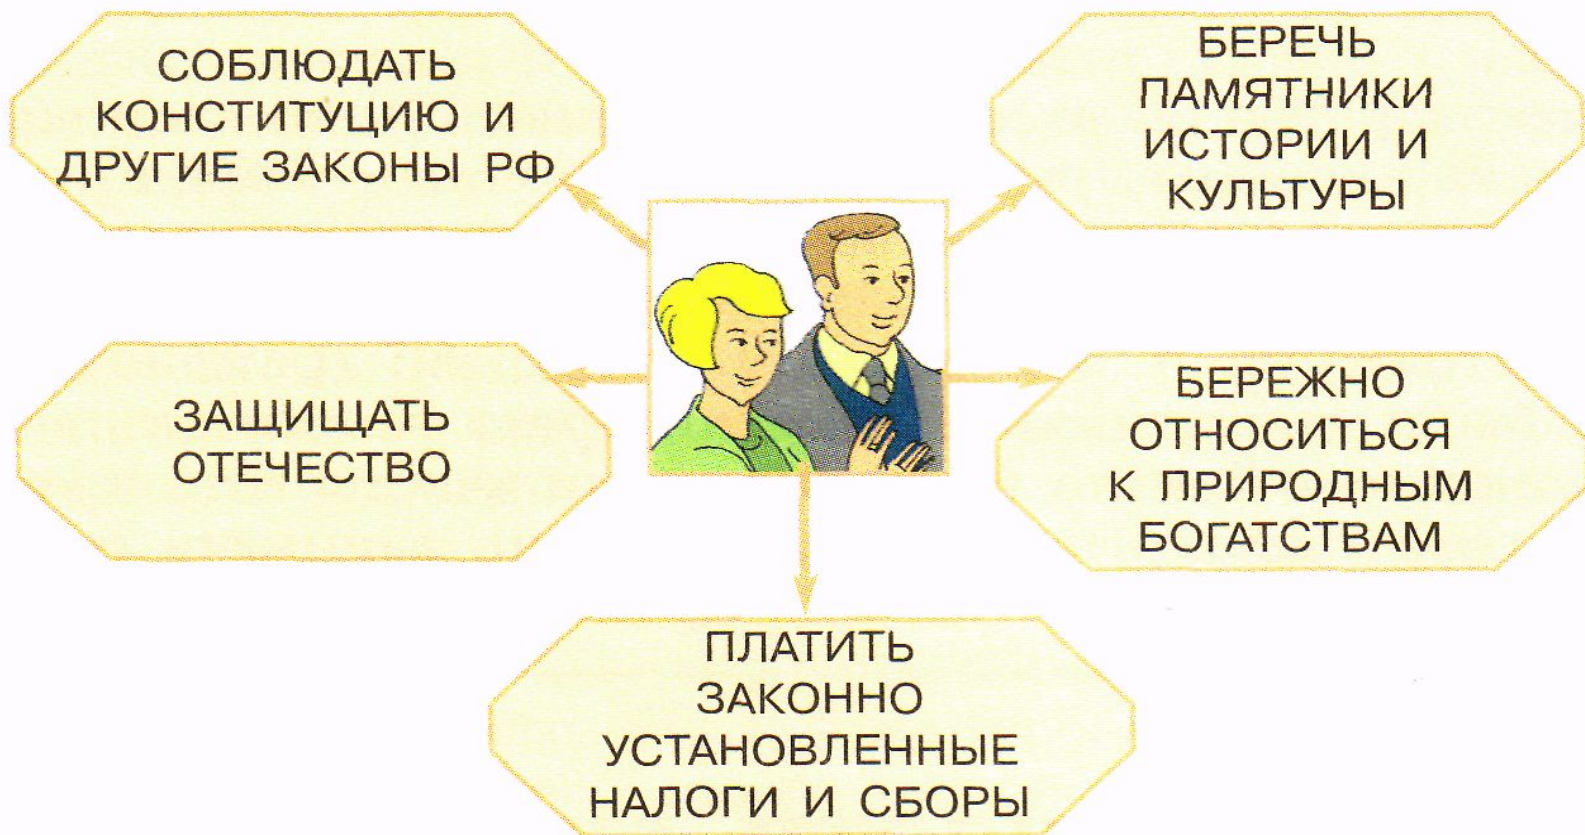 СОБЛЮДАТЬ
КОНСТИТУЦИЮ И
ДРУГИЕ ЗАКОНЫ РФ
БЕРЕЧЬ
ПАМЯТНИКИ
ИСТОРИИ И
КУЛЬТУРЫ
ЗАЩИЩАТЬ
ОТЕЧЕСТВО
БЕРЕЖНО
ОТНОСИТЬСЯ
К ПРИРОДНЫМ
БОГАТСТВАМ
ПЛАТИТЬ
ЗАКОННО
УСТАНОВЛЕННЫЕ
НАЛОГИ И СБОРЫ